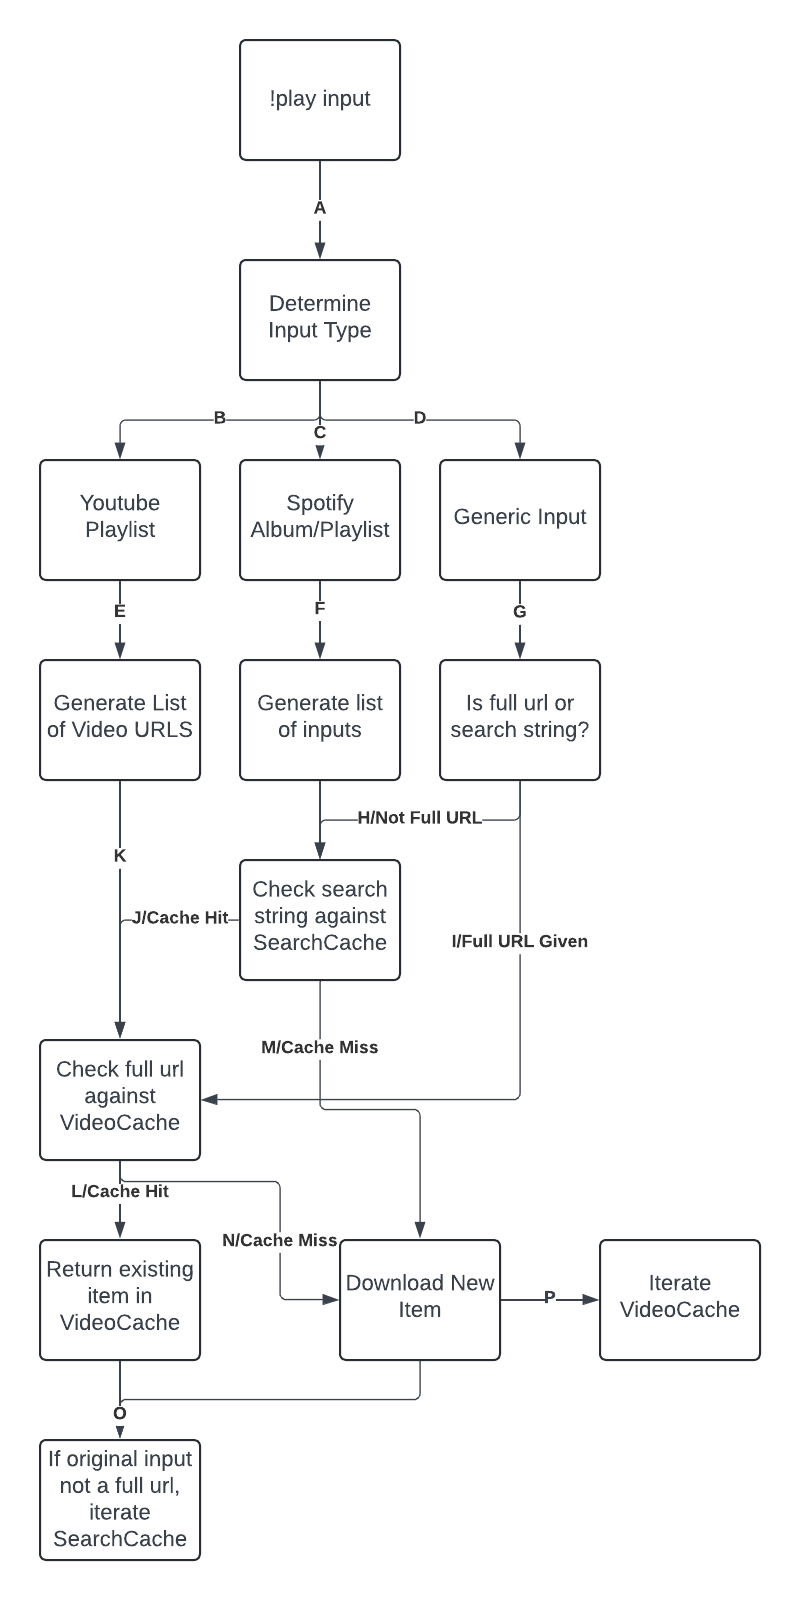 !play input
A
Determine
Input Type
B
D
C
Youtube
Playlist
Spotify
Album/Playlist
Generic Input
E
F
G
Generate List
of Video URLS
Generate list
of inputs
Is full url or
search string?
H/Not Full URL
K
Check search
string against
SearchCache
J/Cache Hit
I/Full URL Given
M/Cache Miss
Check full url
against
VideoCache
L/Cache Hit
N/Cache Miss
Return existing
item in
VideoCache
Download New
Item
P
Iterate
VideoCache
O
If original input
not a full url,
iterate
SearchCache